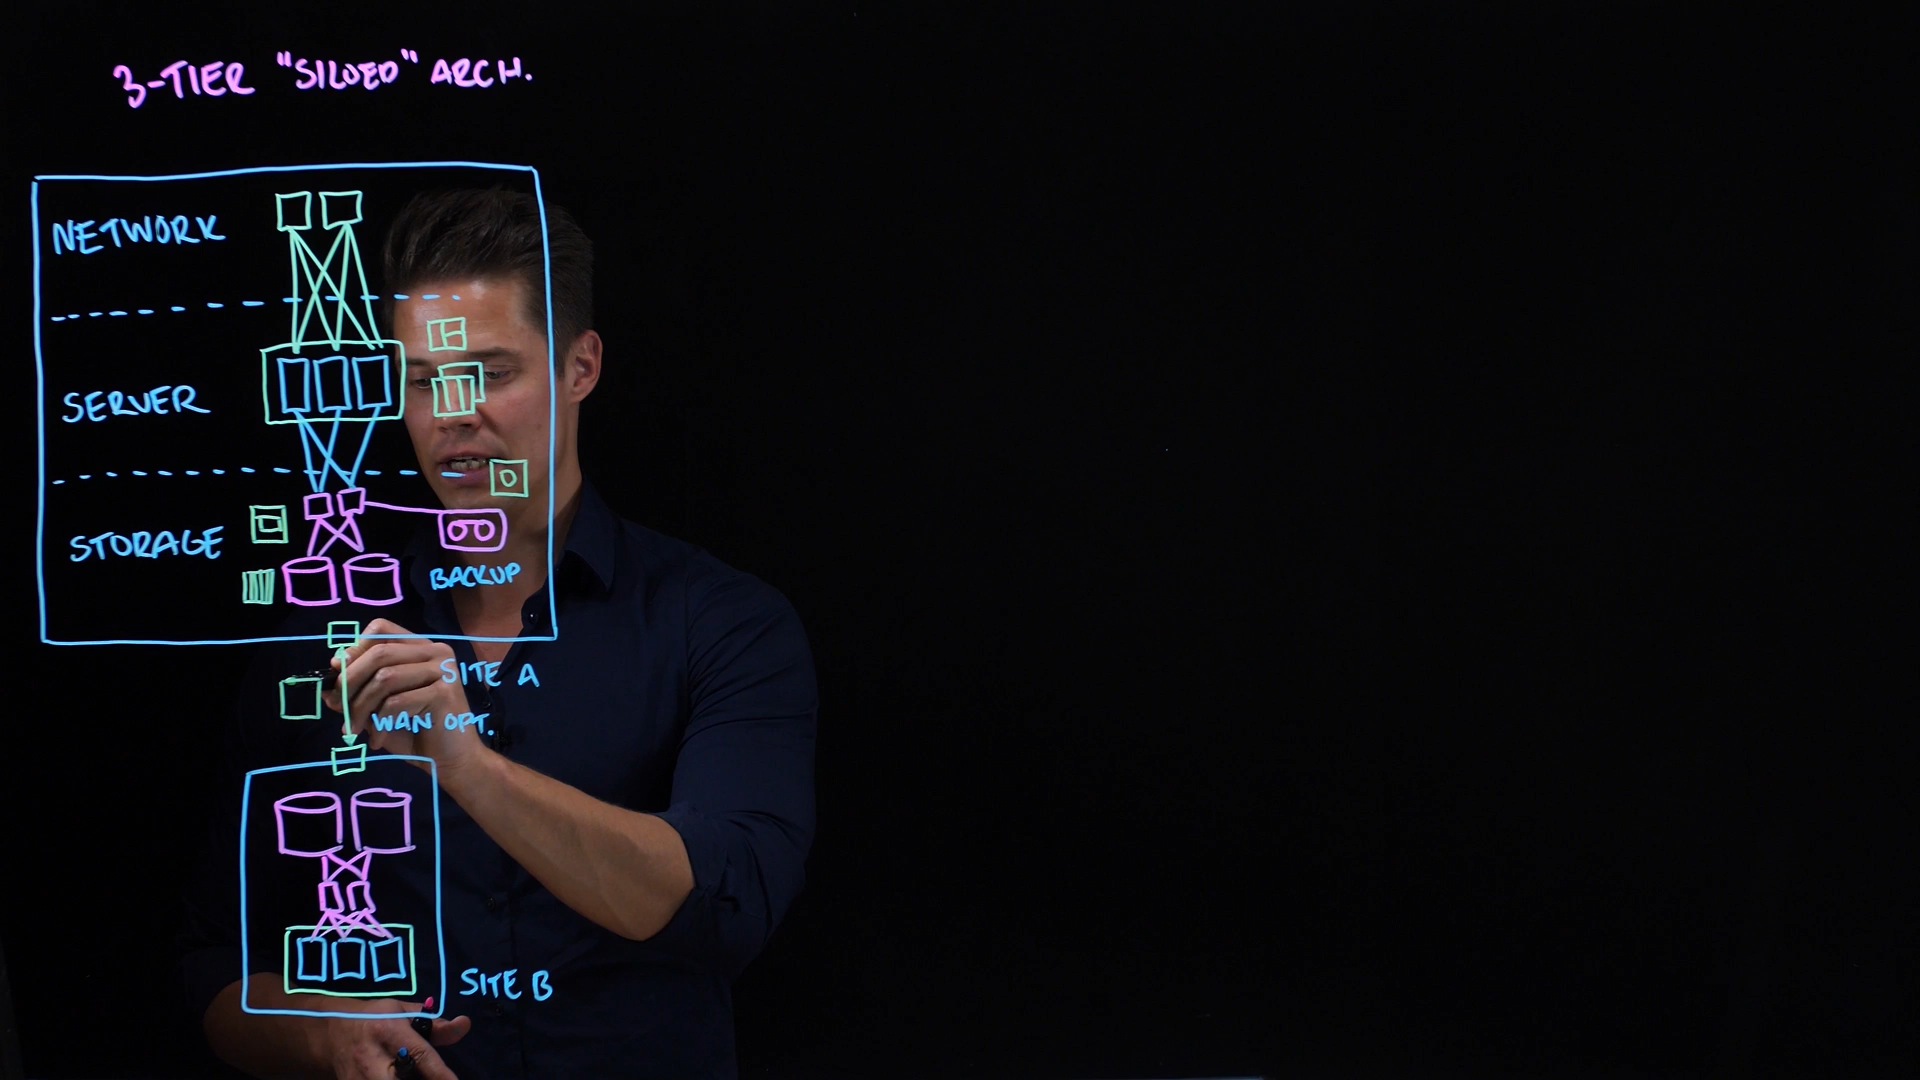 3-TIER "SILOED" ARCH.
NETWORK
SERVER
STORAGE
BACKUP
SITE A
WAN OPT.
SITE B